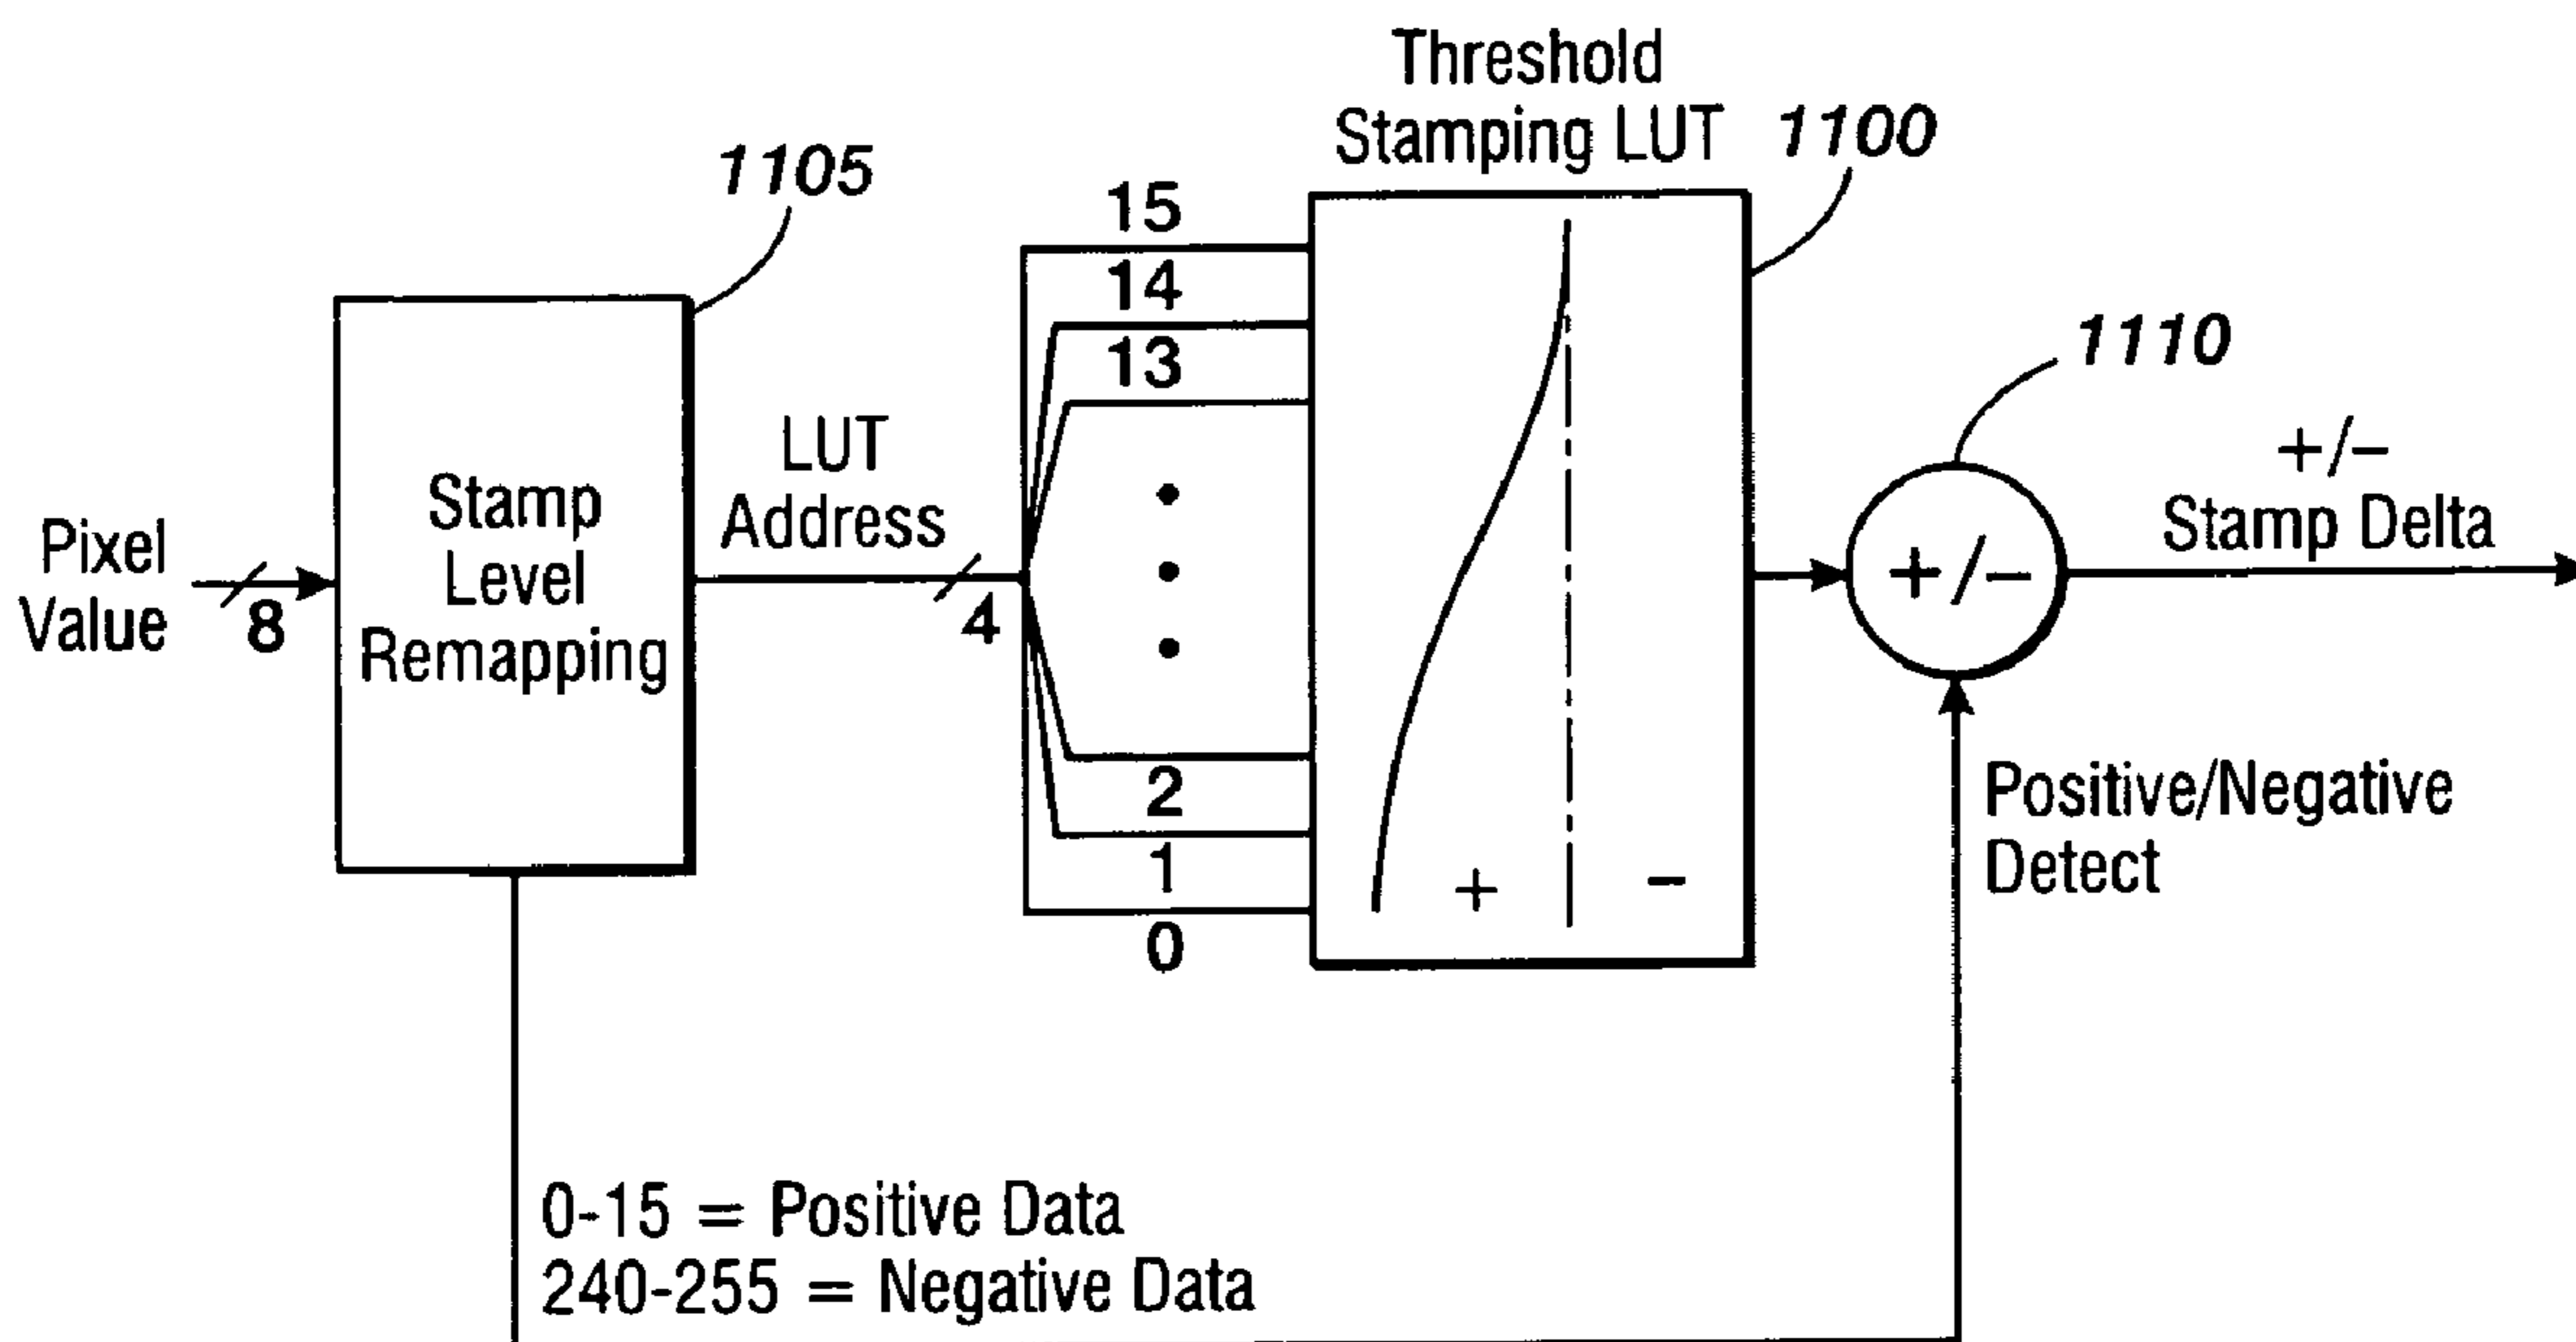 Threshold
Stamping LUT
1100
1105
15
14
13
1110
LUT
Address
4
Stamp
Level
Remapping
Pixel
Value
8
+/-
+/-
Stamp Delta
2
1
0
+
-
Positive/Negative
Detect
0-15 = Positive Data
240-255 = Negative Data